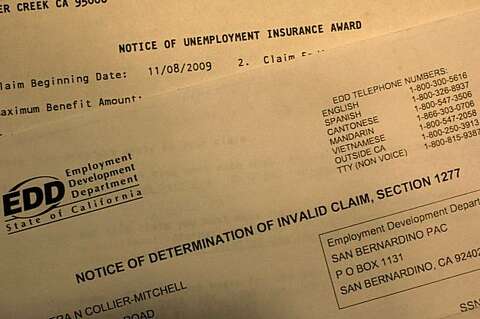 ER CREEK CA 95006
NOTICE OF UNEMPLOYMENT INSURANCE AWARD
Claim Beginning Date: 11/08/2009 2. Claim
Maximum Benefit Amount:
EDD TELEPHONE NUMBERS:
ENGLISH 1-800-300-5616
SPANISH 1-800-326-8937
CANTONESE 1-800-547-3506
MANDARIN 1-866-303-0706
VIETNAMESE 1-800-547-2058
OUTSIDE CA 1-800-250-3913
TTY (NON VOICE) 1-800-815-9387
EDD
Employment
Development
Department
State of California
NOTICE OF DETERMINATION OF INVALID CLAIM, SECTION 1277
Employment Development Depar
SAN BERNARDINO PAC
P O BOX 1131
SAN BERNARDINO, CA 92402
ERA N COLLIER-MITCHELL
ROAD
SSN